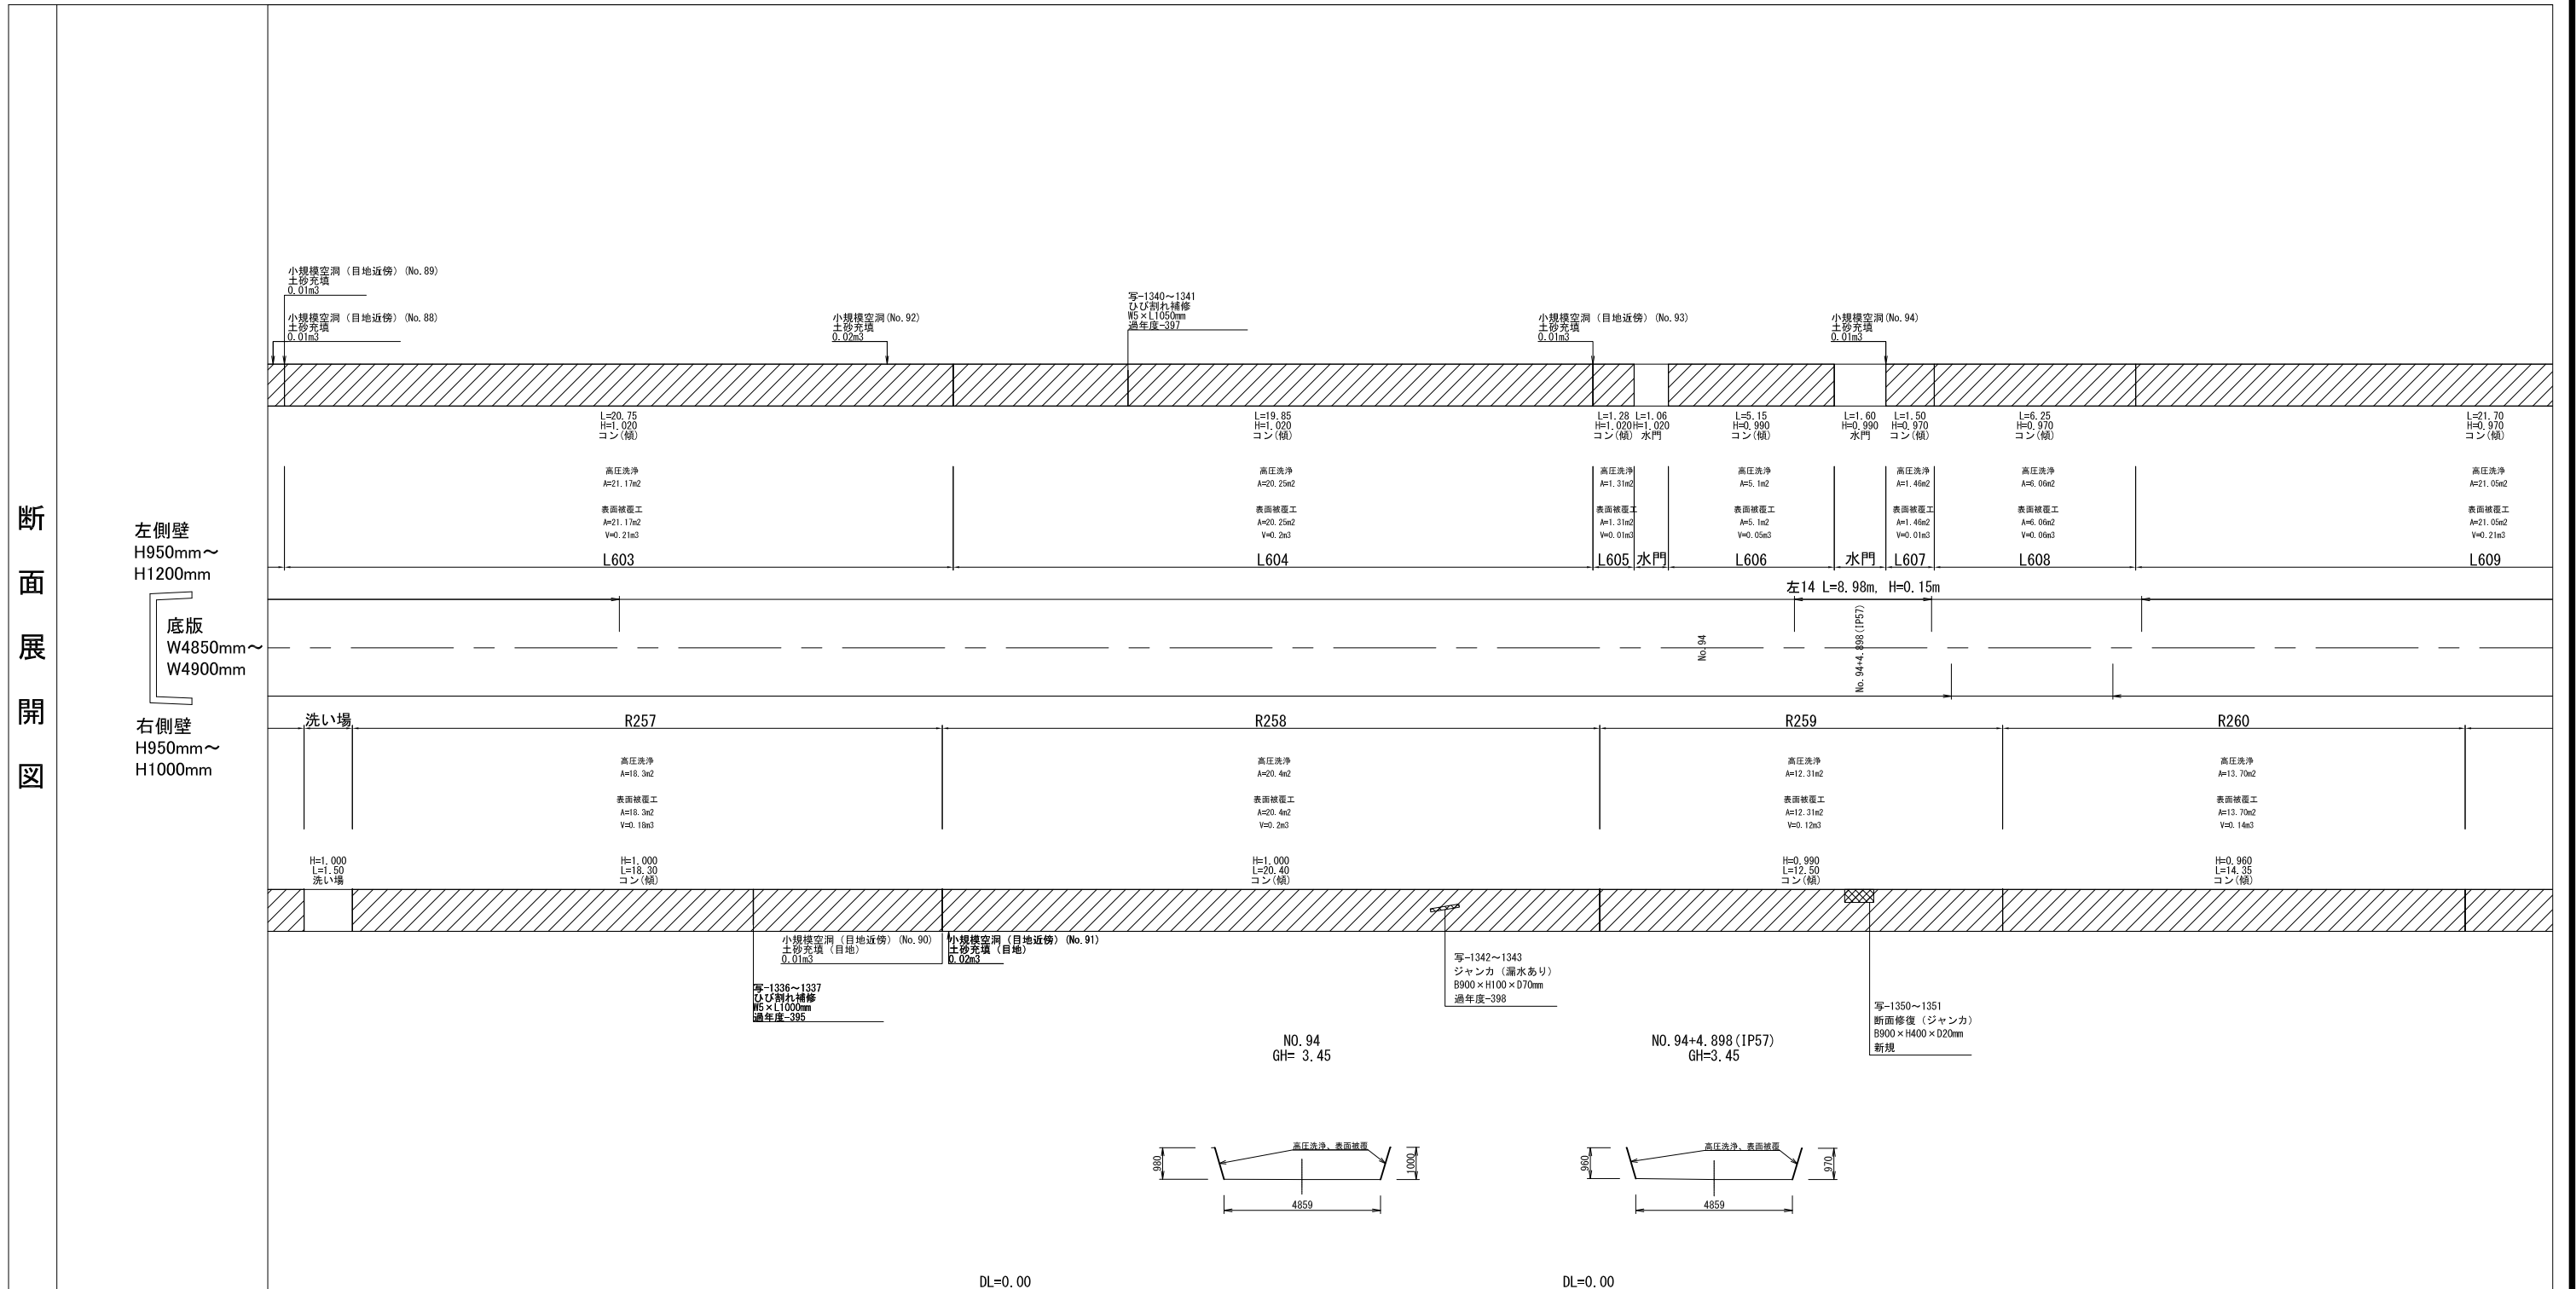 断面展開図
左側壁
H950mm～
H1200mm
底版
W4850mm～
W4900mm
右側壁
H950mm～
H1000mm
小規模空洞（目地近傍）(No.89)
土砂充填
0.01m3
小規模空洞（目地近傍）(No.88)
土砂充填
0.01m3
小規模空洞(No.92)
土砂充填
0.02m3
写-1340～1341
ひび割れ補修
W5×L1050mm
過年度-397
小規模空洞（目地近傍）(No.93)
土砂充填
0.01m3
小規模空洞(No.94)
土砂充填
0.01m3
L=20.75
H=1.020
コン(傾)
高圧洗浄
A=21.17m2
表面被覆工
A=21.17m2
V=0.21m3
L603
L=19.85
H=1.020
コン(傾)
高圧洗浄
A=20.25m2
表面被覆工
A=20.25m2
V=0.2m3
L604
L=1.28
H=1.020
コン(傾)
高圧洗浄
A=1.31m2
表面被覆工
A=1.31m2
V=0.01m3
L605
L=1.06
H=1.020
水門
水門
L=5.15
H=0.990
コン(傾)
高圧洗浄
A=5.1m2
表面被覆工
A=5.1m2
V=0.05m3
L606
L=1.60
H=0.990
水門
水門
L=1.50
H=0.970
コン(傾)
高圧洗浄
A=1.46m2
表面被覆工
A=1.46m2
V=0.01m3
L607
L=6.25
H=0.970
コン(傾)
高圧洗浄
A=6.06m2
表面被覆工
A=6.06m2
V=0.06m3
L608
L=21.70
H=0.970
コン(傾)
高圧洗浄
A=21.05m2
表面被覆工
A=21.05m2
V=0.21m3
L609
左14 L=8.98m, H=0.15m
No.94
No.94+4.898(IP57)
洗い場
H=1.000
L=1.50
洗い場
R257
高圧洗浄
A=18.3m2
表面被覆工
A=18.3m2
V=0.18m3
H=1.000
L=18.30
コン(傾)
R258
高圧洗浄
A=20.4m2
表面被覆工
A=20.4m2
V=0.2m3
H=1.000
L=20.40
コン(傾)
R259
高圧洗浄
A=12.31m2
表面被覆工
A=12.31m2
V=0.12m3
H=0.990
L=12.50
コン(傾)
R260
高圧洗浄
A=13.70m2
表面被覆工
A=13.70m2
V=0.14m3
H=0.960
L=14.35
コン(傾)
小規模空洞（目地近傍）(No.90)
土砂充填（目地）
0.01m3
小規模空洞（目地近傍）(No.91)
土砂充填（目地）
0.02m3
写-1336～1337
ひび割れ補修
W5×L1000mm
過年度-395
写-1342～1343
ジャンカ（漏水あり）
B900×H100×D70mm
過年度-398
写-1350～1351
断面修復（ジャンカ）
B900×H400×D20mm
新規
NO.94
GH= 3.45
高圧洗浄、表面被覆
980
1000
4859
DL=0.00
NO.94+4.898(IP57)
GH=3.45
高圧洗浄、表面被覆
960
970
4859
DL=0.00